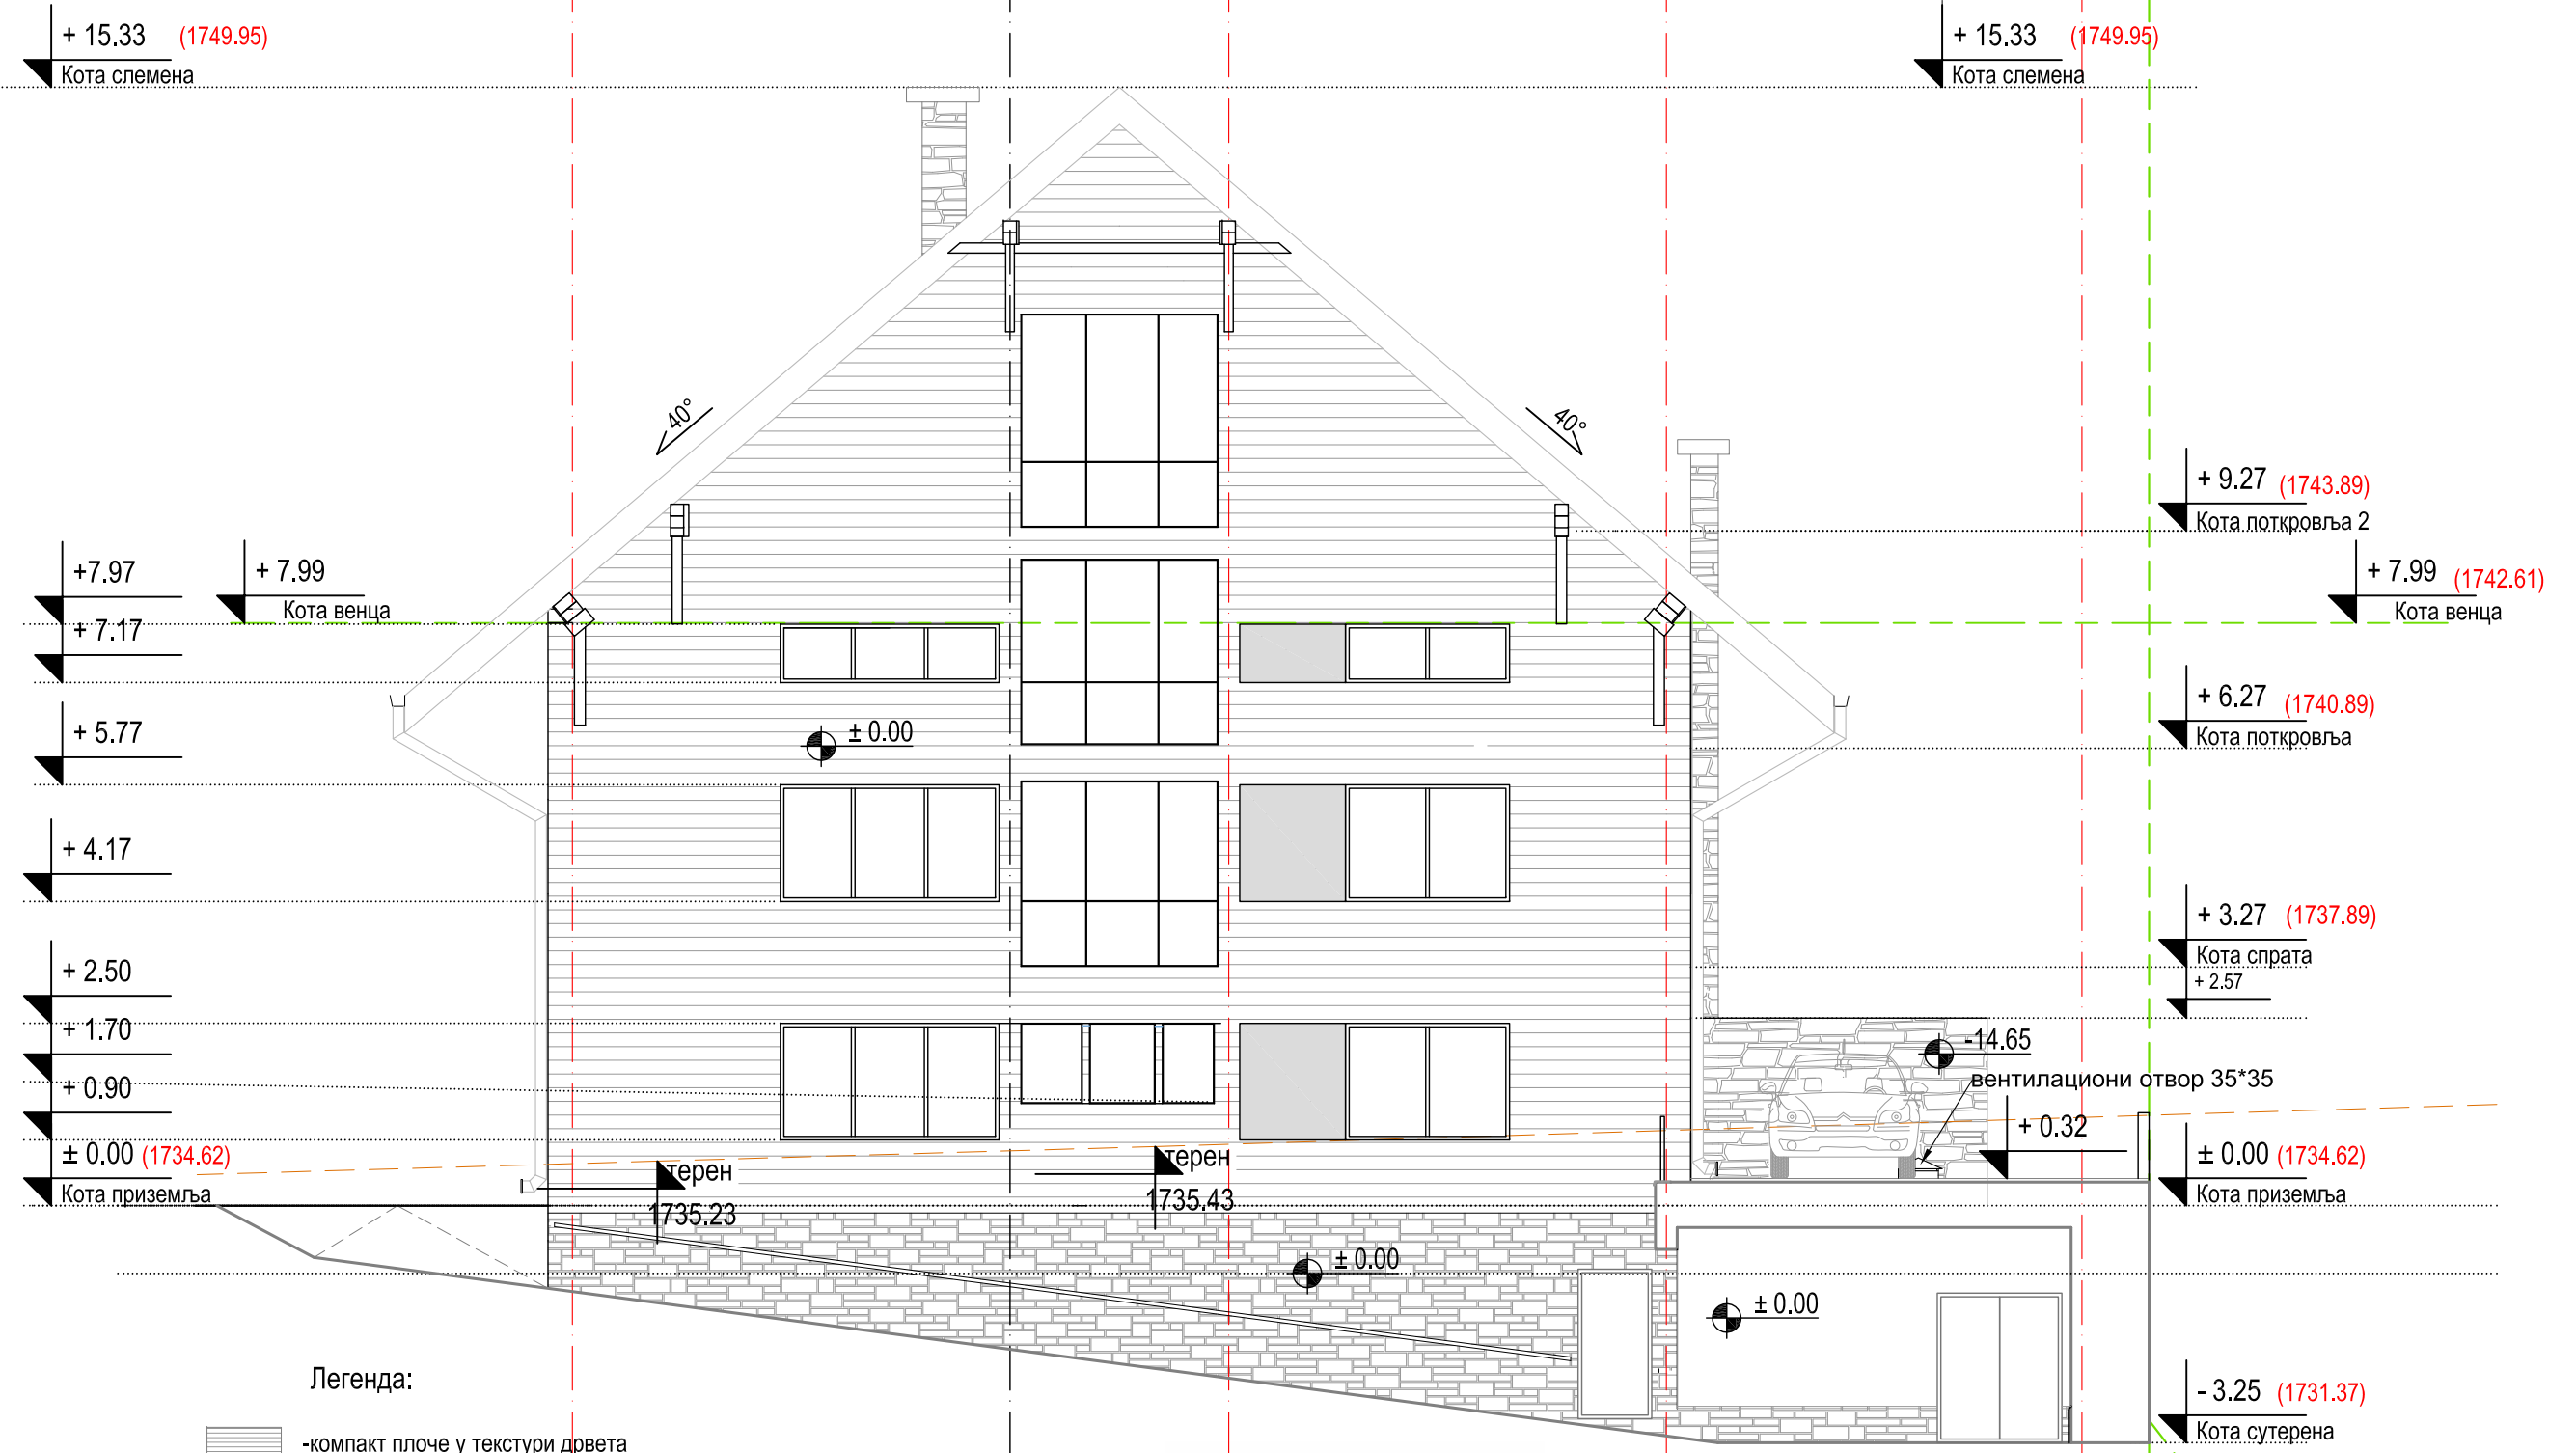 + 15.33 (1749.95)
Кота слемена
+ 15.33 (1749.95)
Кота слемена
40°
40°
+ 9.27 (1743.89)
Кота поткровља 2
+7.97
+ 7.99
Кота венца
+ 7.99 (1742.61)
Кота венца
+ 7.17
+ 6.27 (1740.89)
Кота поткровља
+ 5.77
± 0.00
+ 4.17
+ 3.27 (1737.89)
Кота спрата
+ 2.57
+ 2.50
+ 1.70
-14.65
вентилациони отвор 35*35
+ 0.90
+ 0.32
± 0.00 (1734.62)
Кота приземља
терен
1735.23
терен
1735.43
± 0.00 (1734.62)
Кота приземља
± 0.00
± 0.00
Легенда:
- 3.25 (1731.37)
Кота сутерена
-компакт плоче у текстури дрвета